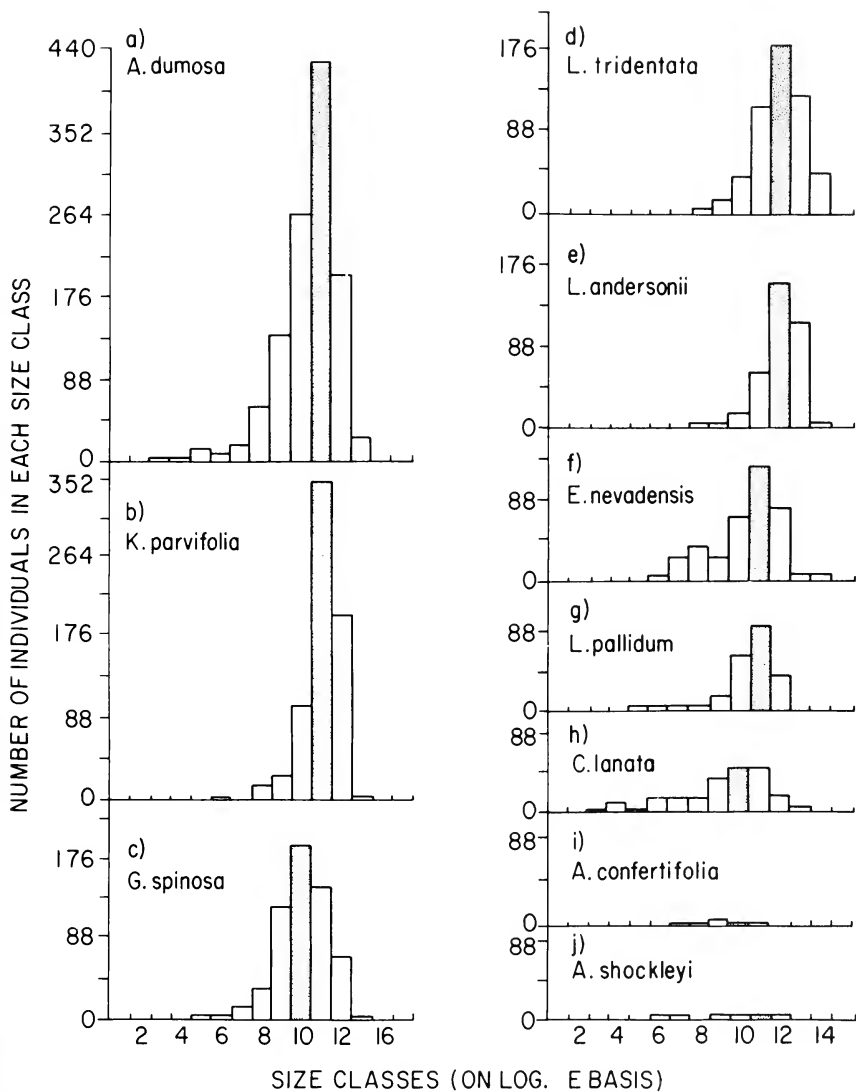 NUMBER OF INDIVIDUALS IN EACH SIZE CLASS
a)
A. dumosa
440
352
264
176
88
0
b)
K. parvifolia
352
264
176
88
0
c)
G. spinosa
176
88
0
2 4 6 8 10 12 16
d)
L. tridentata
176
88
0
e)
L. andersonii
176
88
0
f)
E. nevadensis
88
0
g)
L. pallidum
88
0
h)
C. lanata
88
0
i)
A. confertifolia
88
0
j)
A. shockleyi
88
0
2 4 6 8 10 12 14
SIZE CLASSES (ON LOG. E BASIS)